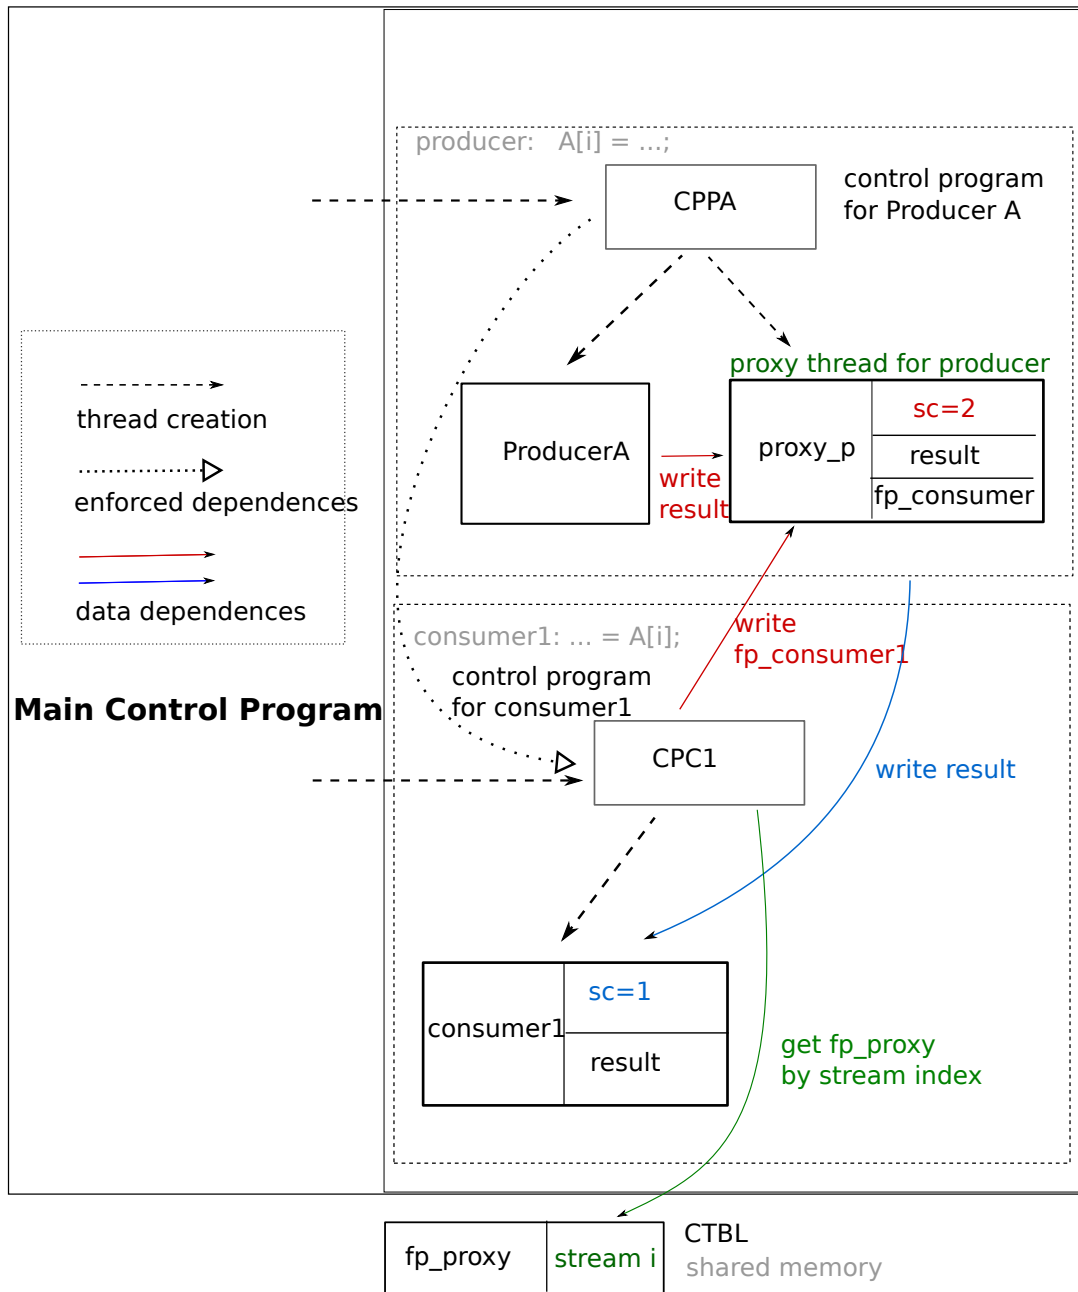 producer:   A[i] = ...;
CPPA
control program
for Producer A
thread creation
enforced dependences
data dependences
proxy thread for producer
ProducerA
write
result
proxy_p
sc=2
result
fp_consumer
consumer1: ... = A[i];
write
fp_consumer1
control program
for consumer1
Main Control Program
CPC1
write result
consumer1
sc=1
result
get fp_proxy
by stream index
fp_proxy
stream i
CTBL
shared memory